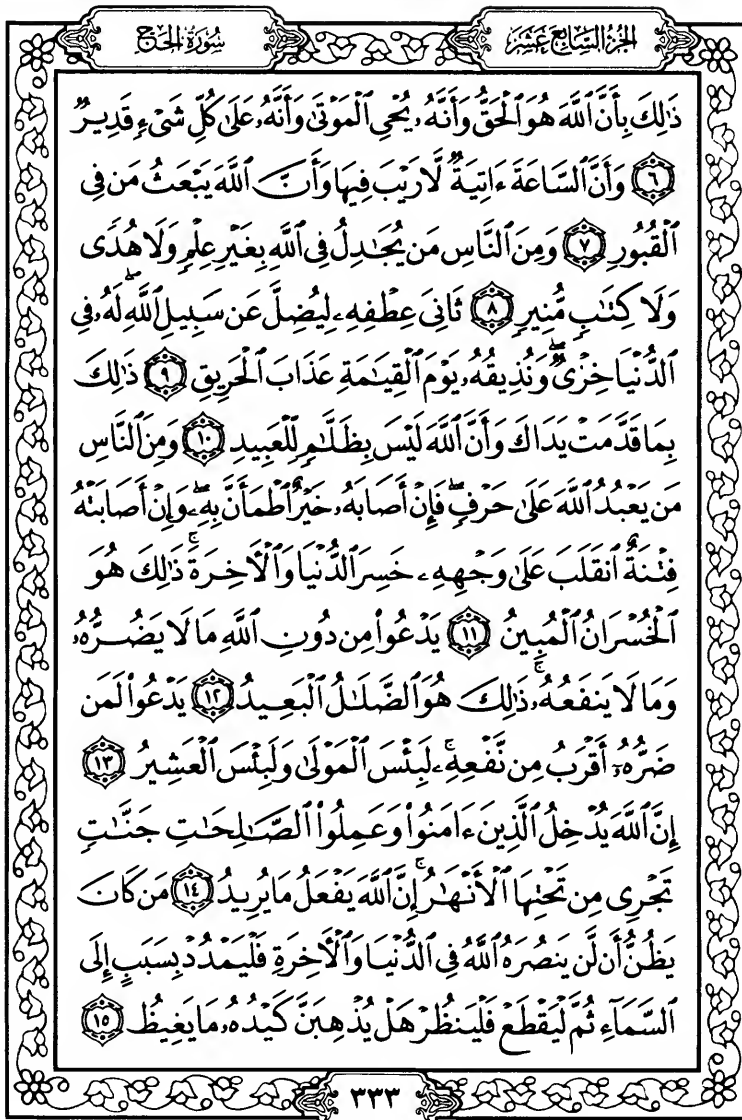 الجزء السابع عشر
سورة الحج
ذَٰلِكَ بِأَنَّ ٱللَّهَ هُوَ ٱلْحَقُّ وَأَنَّهُۥ يُحْىِ ٱلْمَوْتَىٰ وَأَنَّهُۥ عَلَىٰ كُلِّ شَىْءٍ قَدِيرٌ
﴿٦﴾ وَأَنَّ ٱلسَّاعَةَ ءَاتِيَةٌ لَّا رَيْبَ فِيهَا وَأَنَّ ٱللَّهَ يَبْعَثُ مَن فِى
ٱلْقُبُورِ ﴿٧﴾ وَمِنَ ٱلنَّاسِ مَن يُجَٰدِلُ فِى ٱللَّهِ بِغَيْرِ عِلْمٍ وَلَا هُدًى
وَلَا كِتَٰبٍ مُّنِيرٍ ﴿٨﴾ ثَانِىَ عِطْفِهِۦ لِيُضِلَّ عَن سَبِيلِ ٱللَّهِ ۖ لَهُۥ فِى
ٱلدُّنْيَا خِزْىٌ ۖ وَنُذِيقُهُۥ يَوْمَ ٱلْقِيَٰمَةِ عَذَابَ ٱلْحَرِيقِ ﴿٩﴾ ذَٰلِكَ
بِمَا قَدَّمَتْ يَدَاكَ وَأَنَّ ٱللَّهَ لَيْسَ بِظَلَّٰمٍ لِّلْعَبِيدِ ﴿١٠﴾ وَمِنَ ٱلنَّاسِ
مَن يَعْبُدُ ٱللَّهَ عَلَىٰ حَرْفٍ ۖ فَإِنْ أَصَابَهُۥ خَيْرٌ ٱطْمَأَنَّ بِهِۦ ۖ وَإِنْ أَصَابَتْهُ
فِتْنَةٌ ٱنقَلَبَ عَلَىٰ وَجْهِهِۦ خَسِرَ ٱلدُّنْيَا وَٱلْءَاخِرَةَ ۚ ذَٰلِكَ هُوَ
ٱلْخُسْرَانُ ٱلْمُبِينُ ﴿١١﴾ يَدْعُوا۟ مِن دُونِ ٱللَّهِ مَا لَا يَضُرُّهُۥ
وَمَا لَا يَنفَعُهُۥ ۚ ذَٰلِكَ هُوَ ٱلضَّلَٰلُ ٱلْبَعِيدُ ﴿١٢﴾ يَدْعُوا۟ لَمَن
ضَرُّهُۥٓ أَقْرَبُ مِن نَّفْعِهِۦ ۚ لَبِئْسَ ٱلْمَوْلَىٰ وَلَبِئْسَ ٱلْعَشِيرُ ﴿١٣﴾
إِنَّ ٱللَّهَ يُدْخِلُ ٱلَّذِينَ ءَامَنُوا۟ وَعَمِلُوا۟ ٱلصَّٰلِحَٰتِ جَنَّٰتٍ
تَجْرِى مِن تَحْتِهَا ٱلْأَنْهَٰرُ ۚ إِنَّ ٱللَّهَ يَفْعَلُ مَا يُرِيدُ ﴿١٤﴾ مَن كَانَ
يَظُنُّ أَن لَّن يَنصُرَهُ ٱللَّهُ فِى ٱلدُّنْيَا وَٱلْءَاخِرَةِ فَلْيَمْدُدْ بِسَبَبٍ إِلَى
ٱلسَّمَآءِ ثُمَّ لْيَقْطَعْ فَلْيَنظُرْ هَلْ يُذْهِبَنَّ كَيْدُهُۥ مَا يَغِيظُ ﴿١٥﴾
٣٣٣